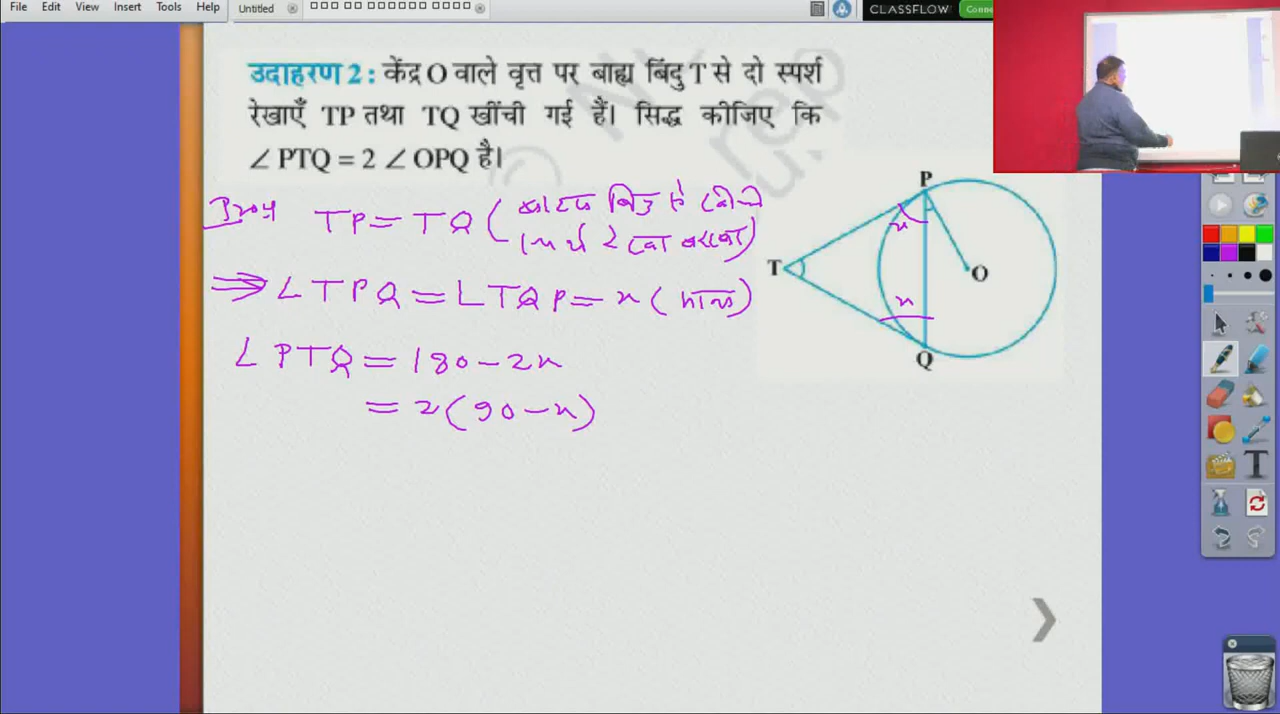 File Edit View Insert Tools Help
Untitled
CLASSFLOW
Conne
उदाहरण 2 : केंद्र O वाले वृत्त पर बाह्य बिंदु T से दो स्पर्श
रेखाएँ TP तथा TQ खींची गई हैं। सिद्ध कीजिए कि
∠ PTQ = 2 ∠ OPQ है।
TP = TQ (
⇒ ∠TPQ = ∠TQP = x (माना)
∠ PTQ = 180 - 2x
= 2(90 - x)
P
x
T
O
x
Q
T